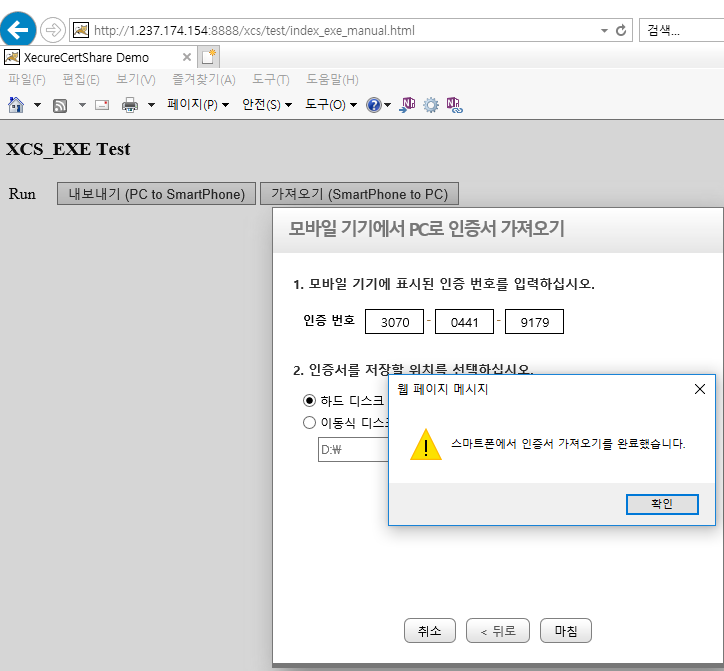 http://1.237.174.154:8888/xcs/test/index_exe_manual.html
검색...
XecureCertShare Demo
파일(F) 편집(E) 보기(V) 즐겨찾기(A) 도구(T) 도움말(H)
페이지(P) 안전(S) 도구(O)
XCS_EXE Test
Run 내보내기 (PC to SmartPhone) 가져오기 (SmartPhone to PC)
모바일 기기에서 PC로 인증서 가져오기
1. 모바일 기기에 표시된 인증 번호를 입력하십시오.
인증 번호 3070 - 0441 - 9179
2. 인증서를 저장할 위치를 선택하십시오.
웹 페이지 메시지
하드 디스크
이동식 디스크
스마트폰에서 인증서 가져오기를 완료했습니다.
D:₩
확인
취소 < 뒤로 마침